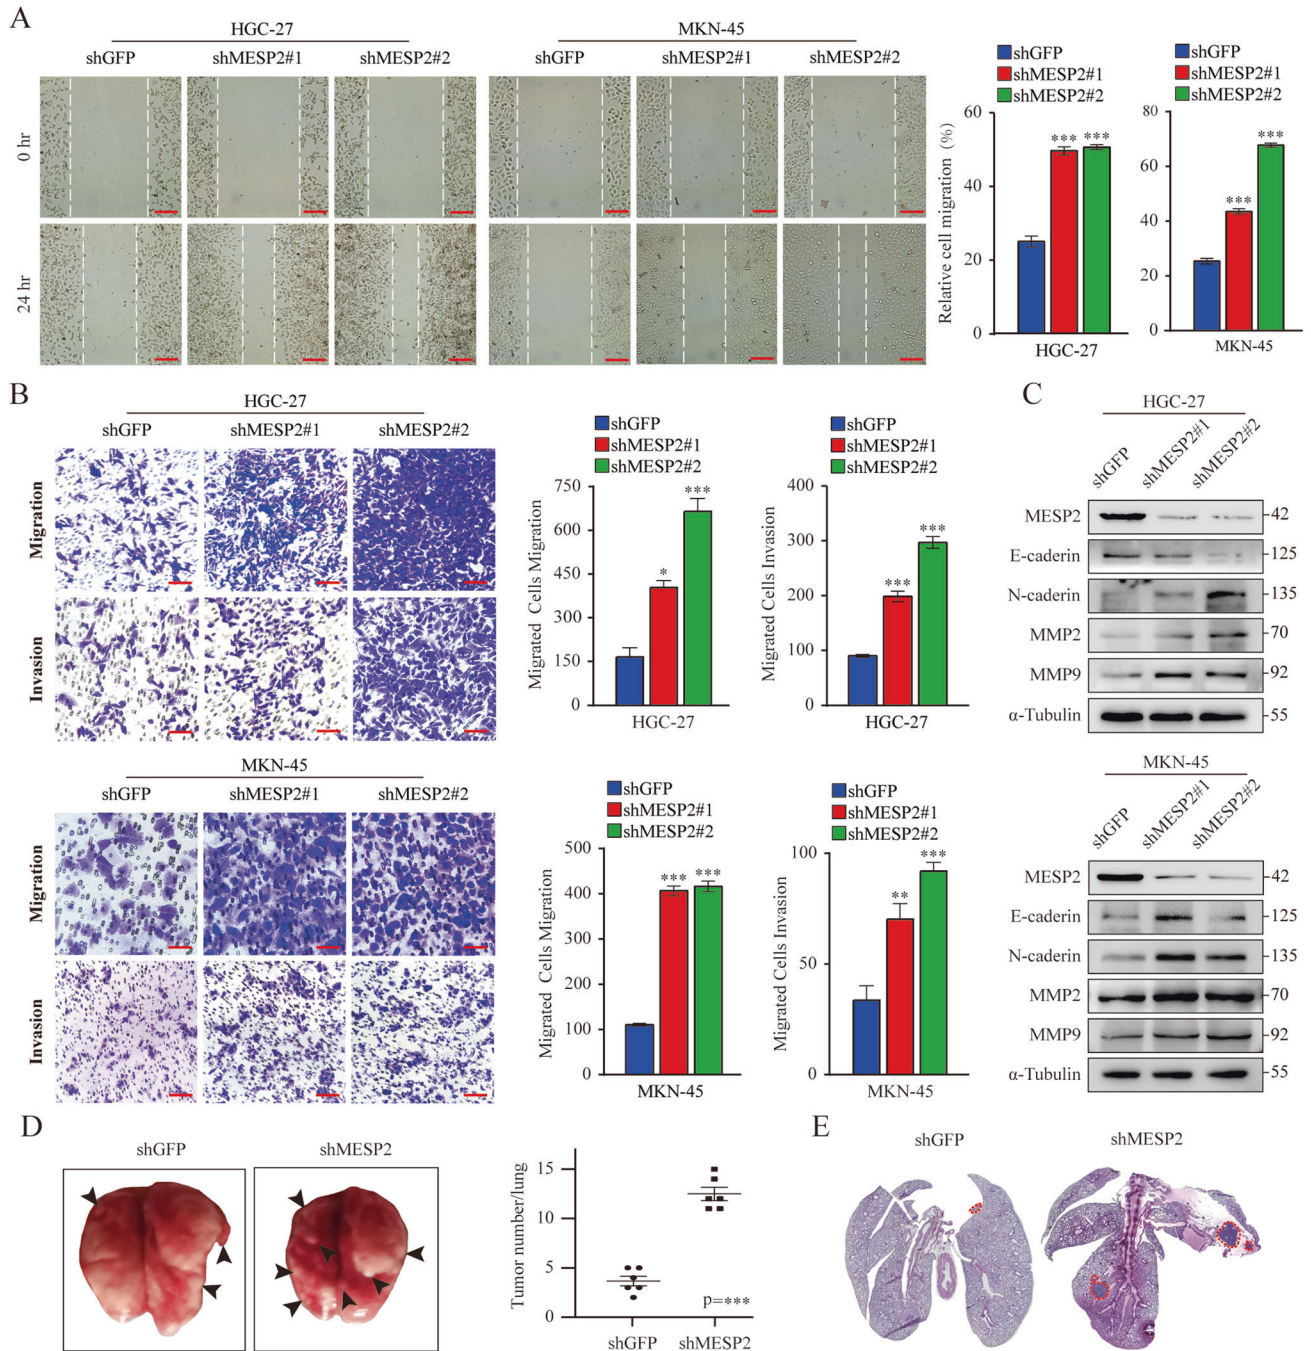 A
HGC-27
MKN-45
shGFP shMESP2#1 shMESP2#2 shGFP shMESP2#1 shMESP2#2
0 hr
24 hr
shGFP
shMESP2#1
shMESP2#2
Relative cell migration (%)
60
40
20
0
*** ***
HGC-27
shGFP
shMESP2#1
shMESP2#2
80
60
40
20
0
***
***
MKN-45
B
HGC-27
shGFP shMESP2#1 shMESP2#2
Migration
Invasion
shGFP
shMESP2#1
shMESP2#2
Migrated Cells Migration
750
600
450
300
150
0
*
***
HGC-27
shGFP
shMESP2#1
shMESP2#2
Migrated Cells Invasion
400
300
200
100
0
***
***
HGC-27
MKN-45
shGFP shMESP2#1 shMESP2#2
Migration
Invasion
shGFP
shMESP2#1
shMESP2#2
Migrated Cells Migration
500
400
300
200
100
0
*** ***
MKN-45
shGFP
shMESP2#1
shMESP2#2
Migrated Cells Invasion
100
50
0
**
***
MKN-45
C
HGC-27
shGFP shMESP2#1 shMESP2#2
MESP2 42
E-caderin 125
N-caderin 135
MMP2 70
MMP9 92
α-Tubulin 55
MKN-45
shGFP shMESP2#1 shMESP2#2
MESP2 42
E-caderin 125
N-caderin 135
MMP2 70
MMP9 92
α-Tubulin 55
D
shGFP shMESP2
Tumor number/lung
15
10
5
0
p=***
shGFP shMESP2
E
shGFP shMESP2